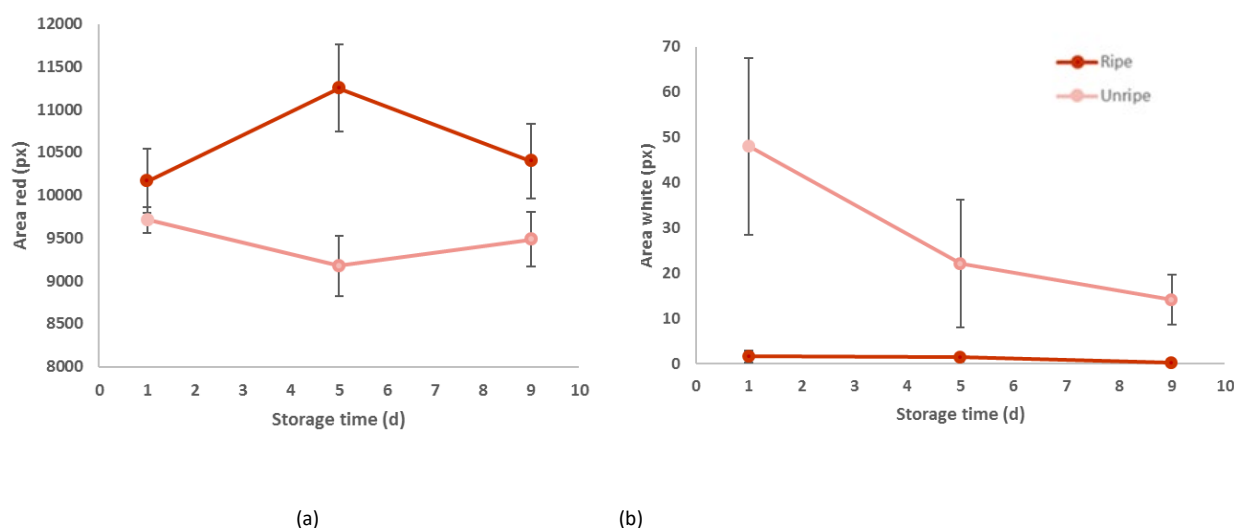 12000
11500
11000
10500
10000
9500
9000
8500
8000
Area red (px)
0 1 2 3 4 5 6 7 8 9 10
Storage time (d)
70
60
50
40
30
20
10
0
Area white (px)
Ripe
Unripe
0 1 2 3 4 5 6 7 8 9 10
Storage time (d)
(a) (b)